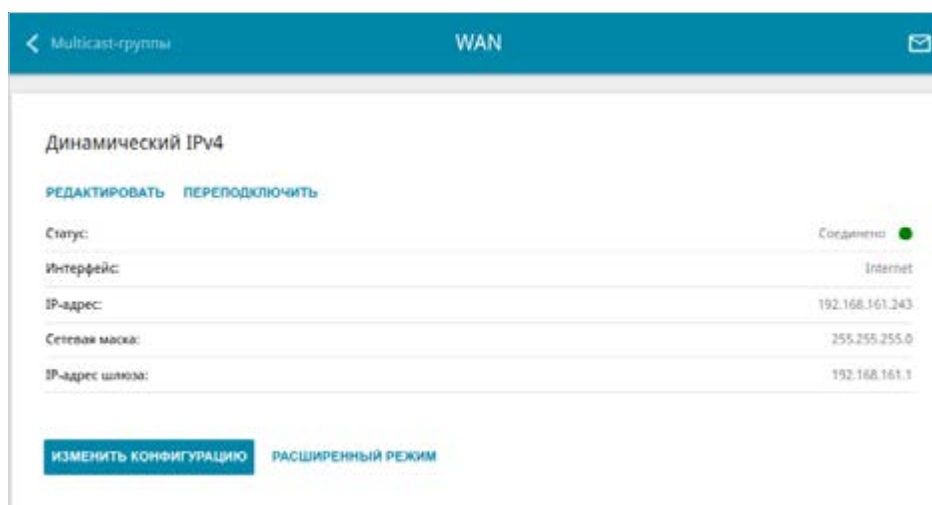 Multicast-группы WAN
Динамический IPv4
РЕДАКТИРОВАТЬ ПЕРЕПОДКЛЮЧИТЬ
Статус: Соединено
Интерфейс: Internet
IP-адрес: 192.168.161.243
Сетевая маска: 255.255.255.0
IP-адрес шлюза: 192.168.161.1
ИЗМЕНИТЬ КОНФИГУРАЦИЮ РАСШИРЕННЫЙ РЕЖИМ